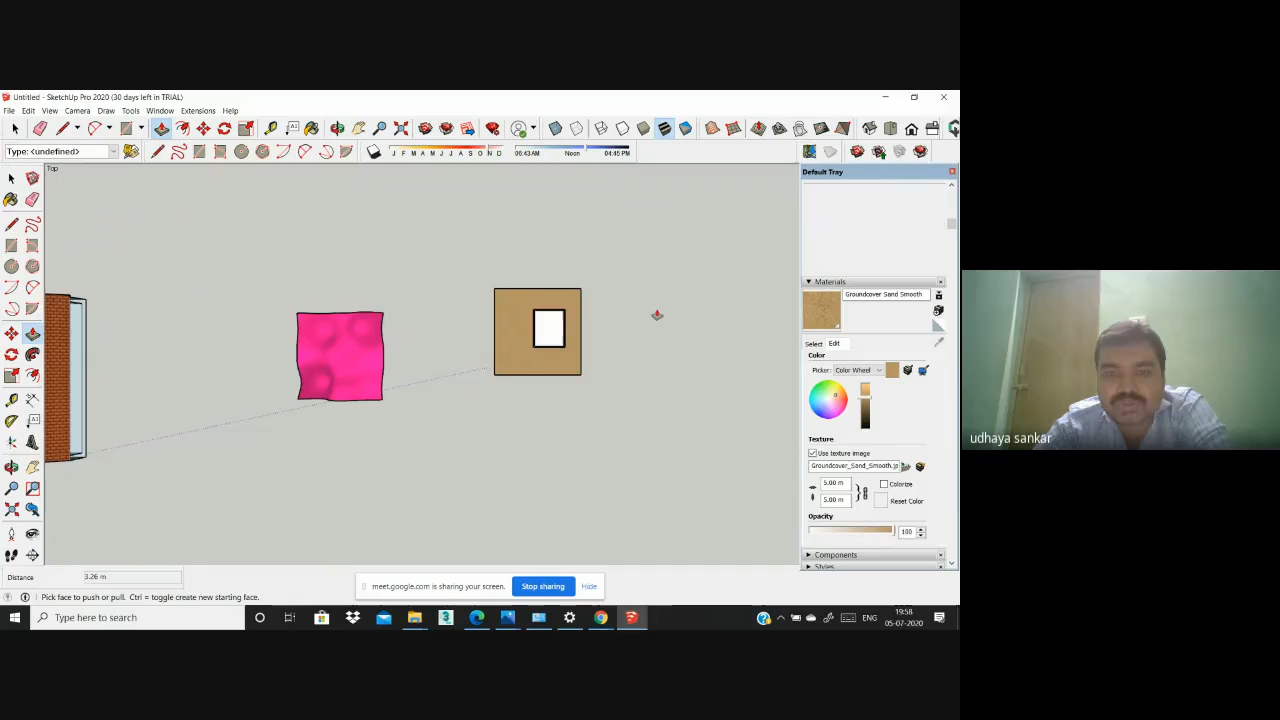 Untitled - SketchUp Pro 2020 (30 days left in TRIAL)
File Edit View Camera Draw Tools Window Extensions Help
Type: <undefined>
J F M A M J J A S O N D
06:43AM Noon 04:45 PM
Top
Default Tray
Materials
Groundcover Sand Smooth
Select Edit
Color
Picker: Color Wheel
Texture
Use texture image
Groundcover_Sand_Smooth.jp
5.00 m
Colorize
5.00 m
Reset Color
Opacity
100
Components
Styles
Distance 3.26 m
meet.google.com is sharing your screen. Stop sharing Hide
Pick face to push or pull. Ctrl = toggle create new starting face.
Type here to search
ENG
19:58
05-07-2020
udhaya sankar